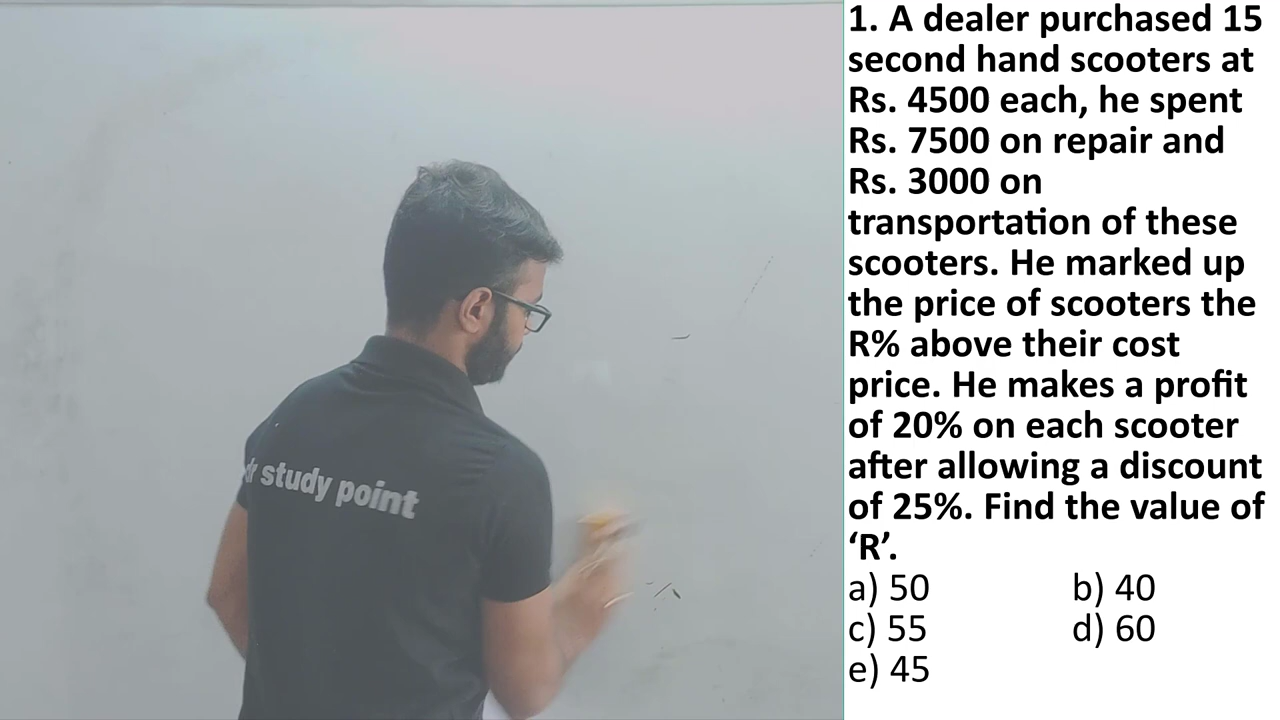 1. A dealer purchased 15
second hand scooters at
Rs. 4500 each, he spent
Rs. 7500 on repair and
Rs. 3000 on
transportation of these
scooters. He marked up
the price of scooters the
R% above their cost
price. He makes a profit
of 20% on each scooter
after allowing a discount
of 25%. Find the value of
‘R’.
a) 50 b) 40
c) 55 d) 60
e) 45
study point